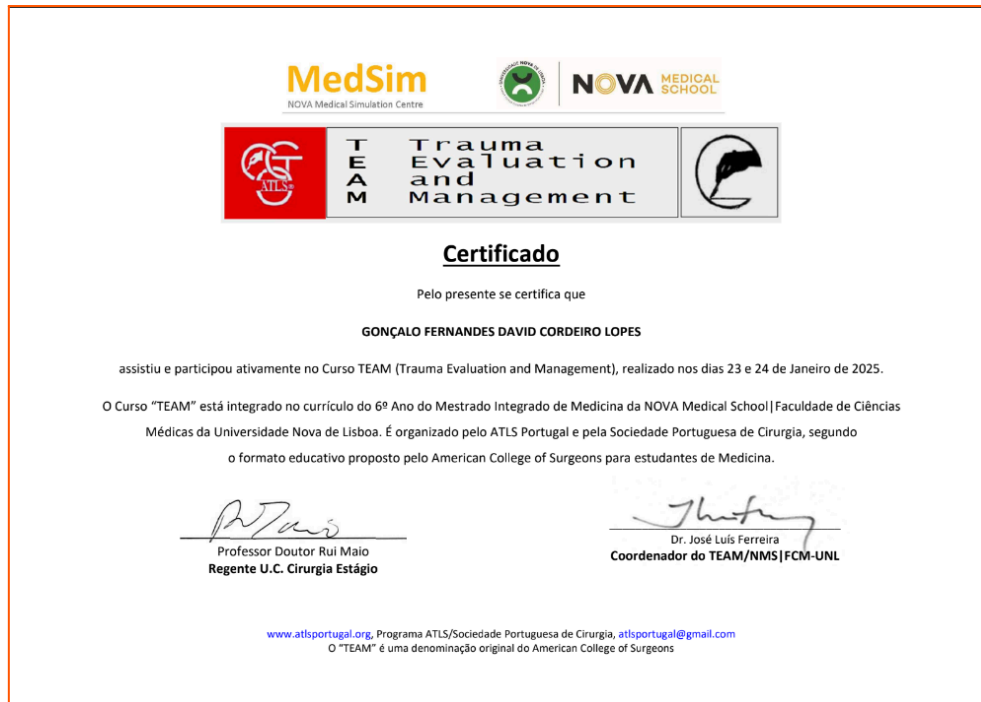 MedSim
NOVA Medical Simulation Centre
UNIVERSIDADE NOVA DE LISBOA
NOVA MEDICAL SCHOOL
ATLS®
TEAM
Trauma
Evaluation
and
Management
Certificado
Pelo presente se certifica que
GONÇALO FERNANDES DAVID CORDEIRO LOPES
assistiu e participou ativamente no Curso TEAM (Trauma Evaluation and Management), realizado nos dias 23 e 24 de Janeiro de 2025.
O Curso “TEAM” está integrado no currículo do 6º Ano do Mestrado Integrado de Medicina da NOVA Medical School|Faculdade de Ciências
Médicas da Universidade Nova de Lisboa. É organizado pelo ATLS Portugal e pela Sociedade Portuguesa de Cirurgia, segundo
o formato educativo proposto pelo American College of Surgeons para estudantes de Medicina.
Professor Doutor Rui Maio
Regente U.C. Cirurgia Estágio
Dr. José Luís Ferreira
Coordenador do TEAM/NMS|FCM-UNL
www.atlsportugal.org, Programa ATLS/Sociedade Portuguesa de Cirurgia, atlsportugal@gmail.com
O “TEAM” é uma denominação original do American College of Surgeons